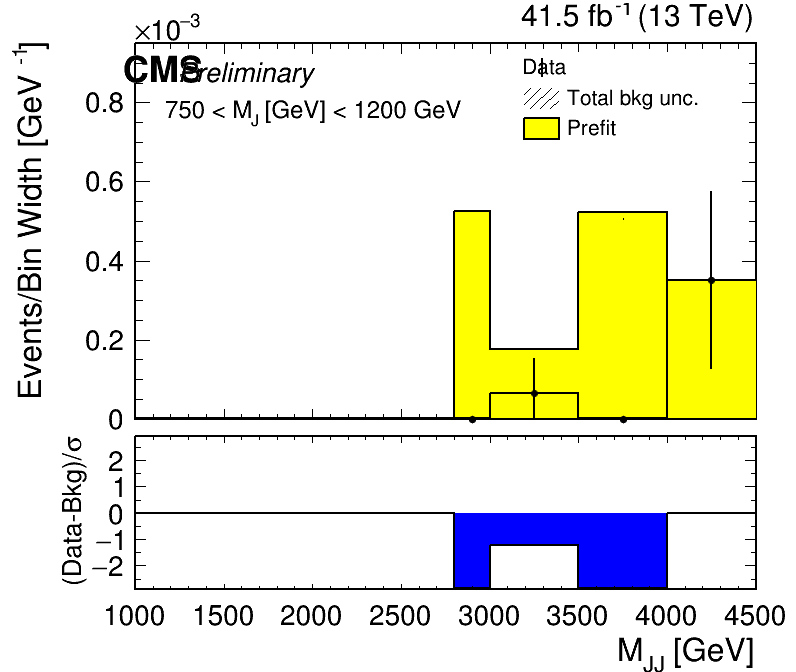 ×10⁻³
41.5 fb⁻¹ (13 TeV)
CMS Preliminary
Data
Total bkg unc.
Prefit
750 < M_J [GeV] < 1200 GeV
Events/Bin Width [GeV⁻¹]
0.8
0.6
0.4
0.2
0
(Data-Bkg)/σ
2
1
0
−1
−2
1000 1500 2000 2500 3000 3500 4000 4500
M_JJ [GeV]